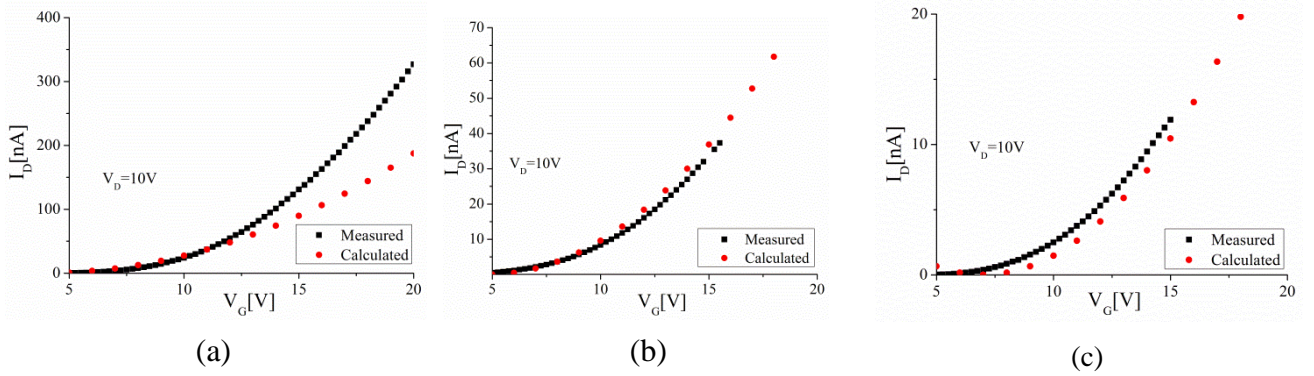 400
300
200
100
0
I_D[nA]
V_D=10V
Measured
Calculated
5 10 15 20
V_G[V]
(a)
70
60
50
40
30
20
10
I_D[nA]
V_D=10V
Measured
Calculated
5 10 15 20
V_G[V]
(b)
20
10
0
I_D[nA]
V_D=10V
Measured
Calculated
5 10 15 20
V_G[V]
(c)